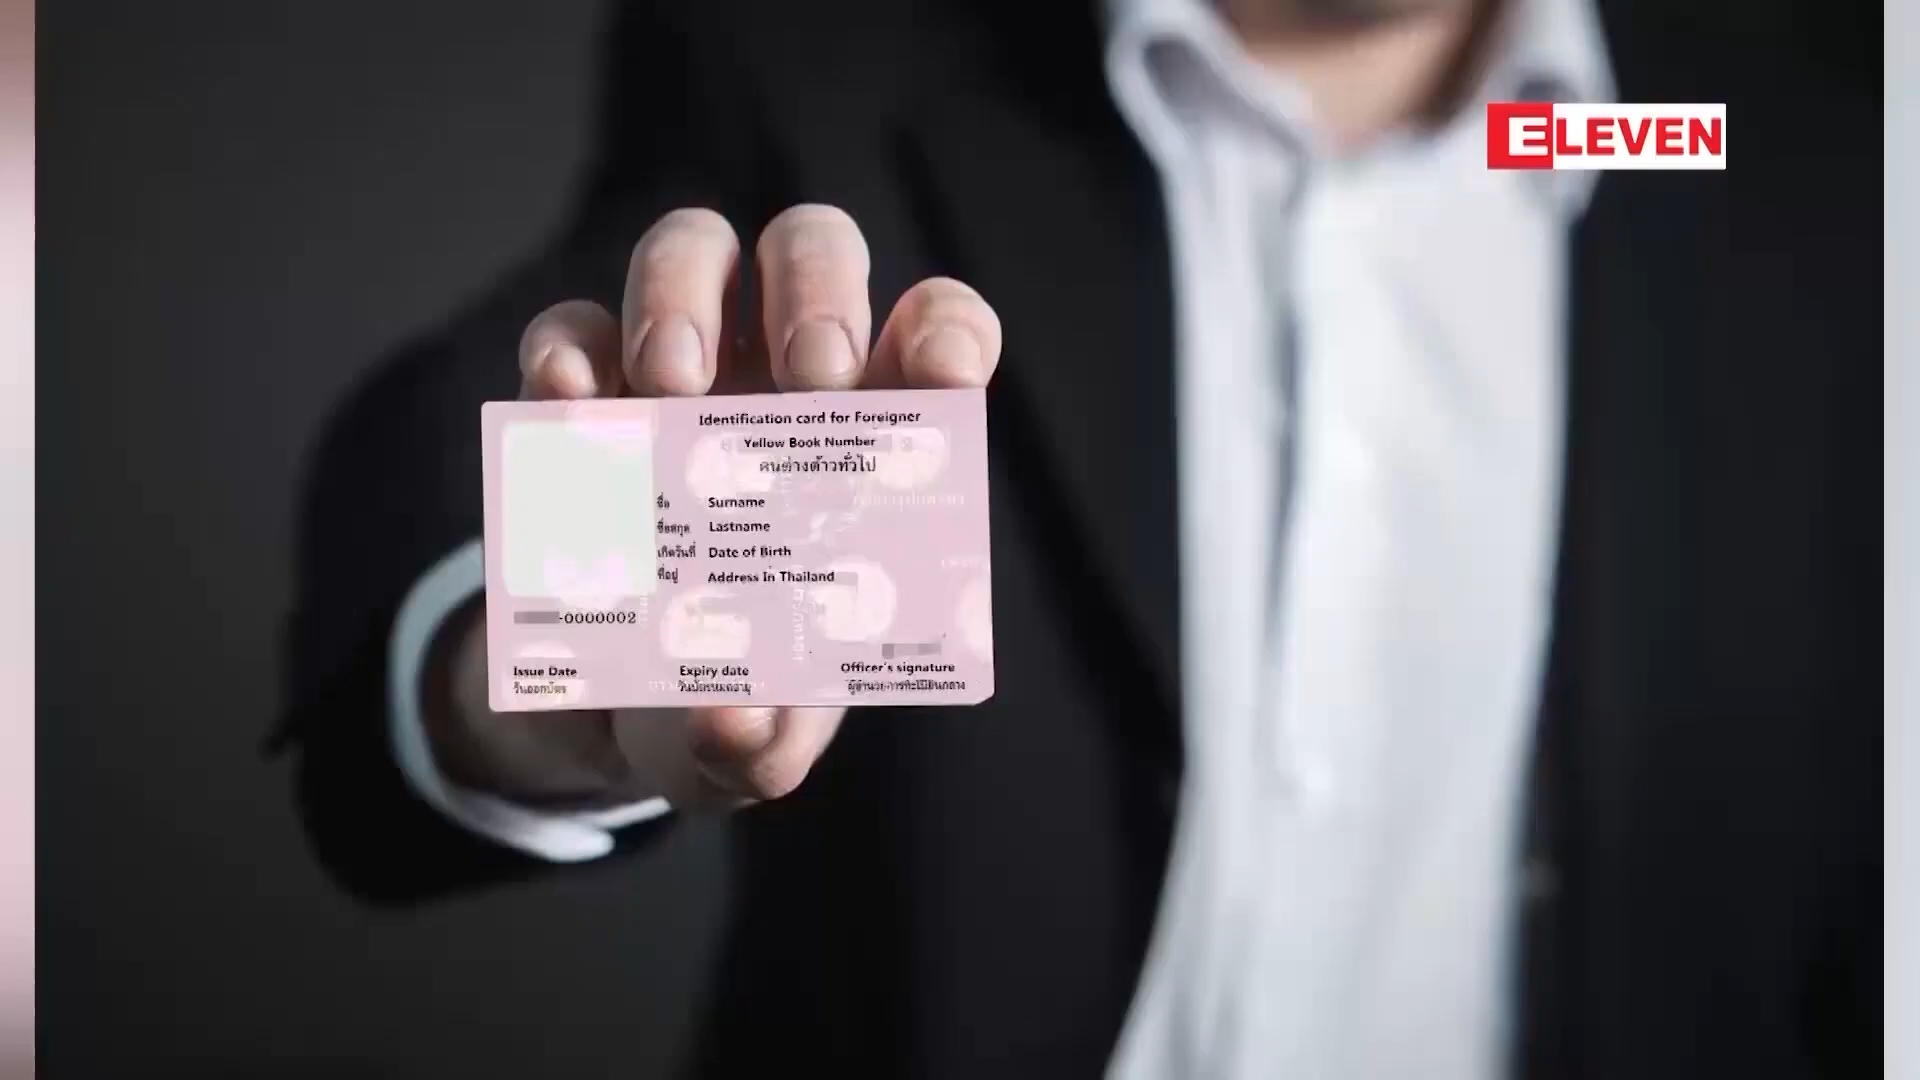 ELEVEN
Identification card for Foreigner
Yellow Book Number
คนต่างด้าวทั่วไป
ชื่อ Surname
ชื่อสกุล Lastname
เกิดวันที่ Date of Birth
ที่อยู่ Address In Thailand
-0000002
Issue Date Expiry date Officer's signature
วันออกบัตร วันบัตรหมดอายุ